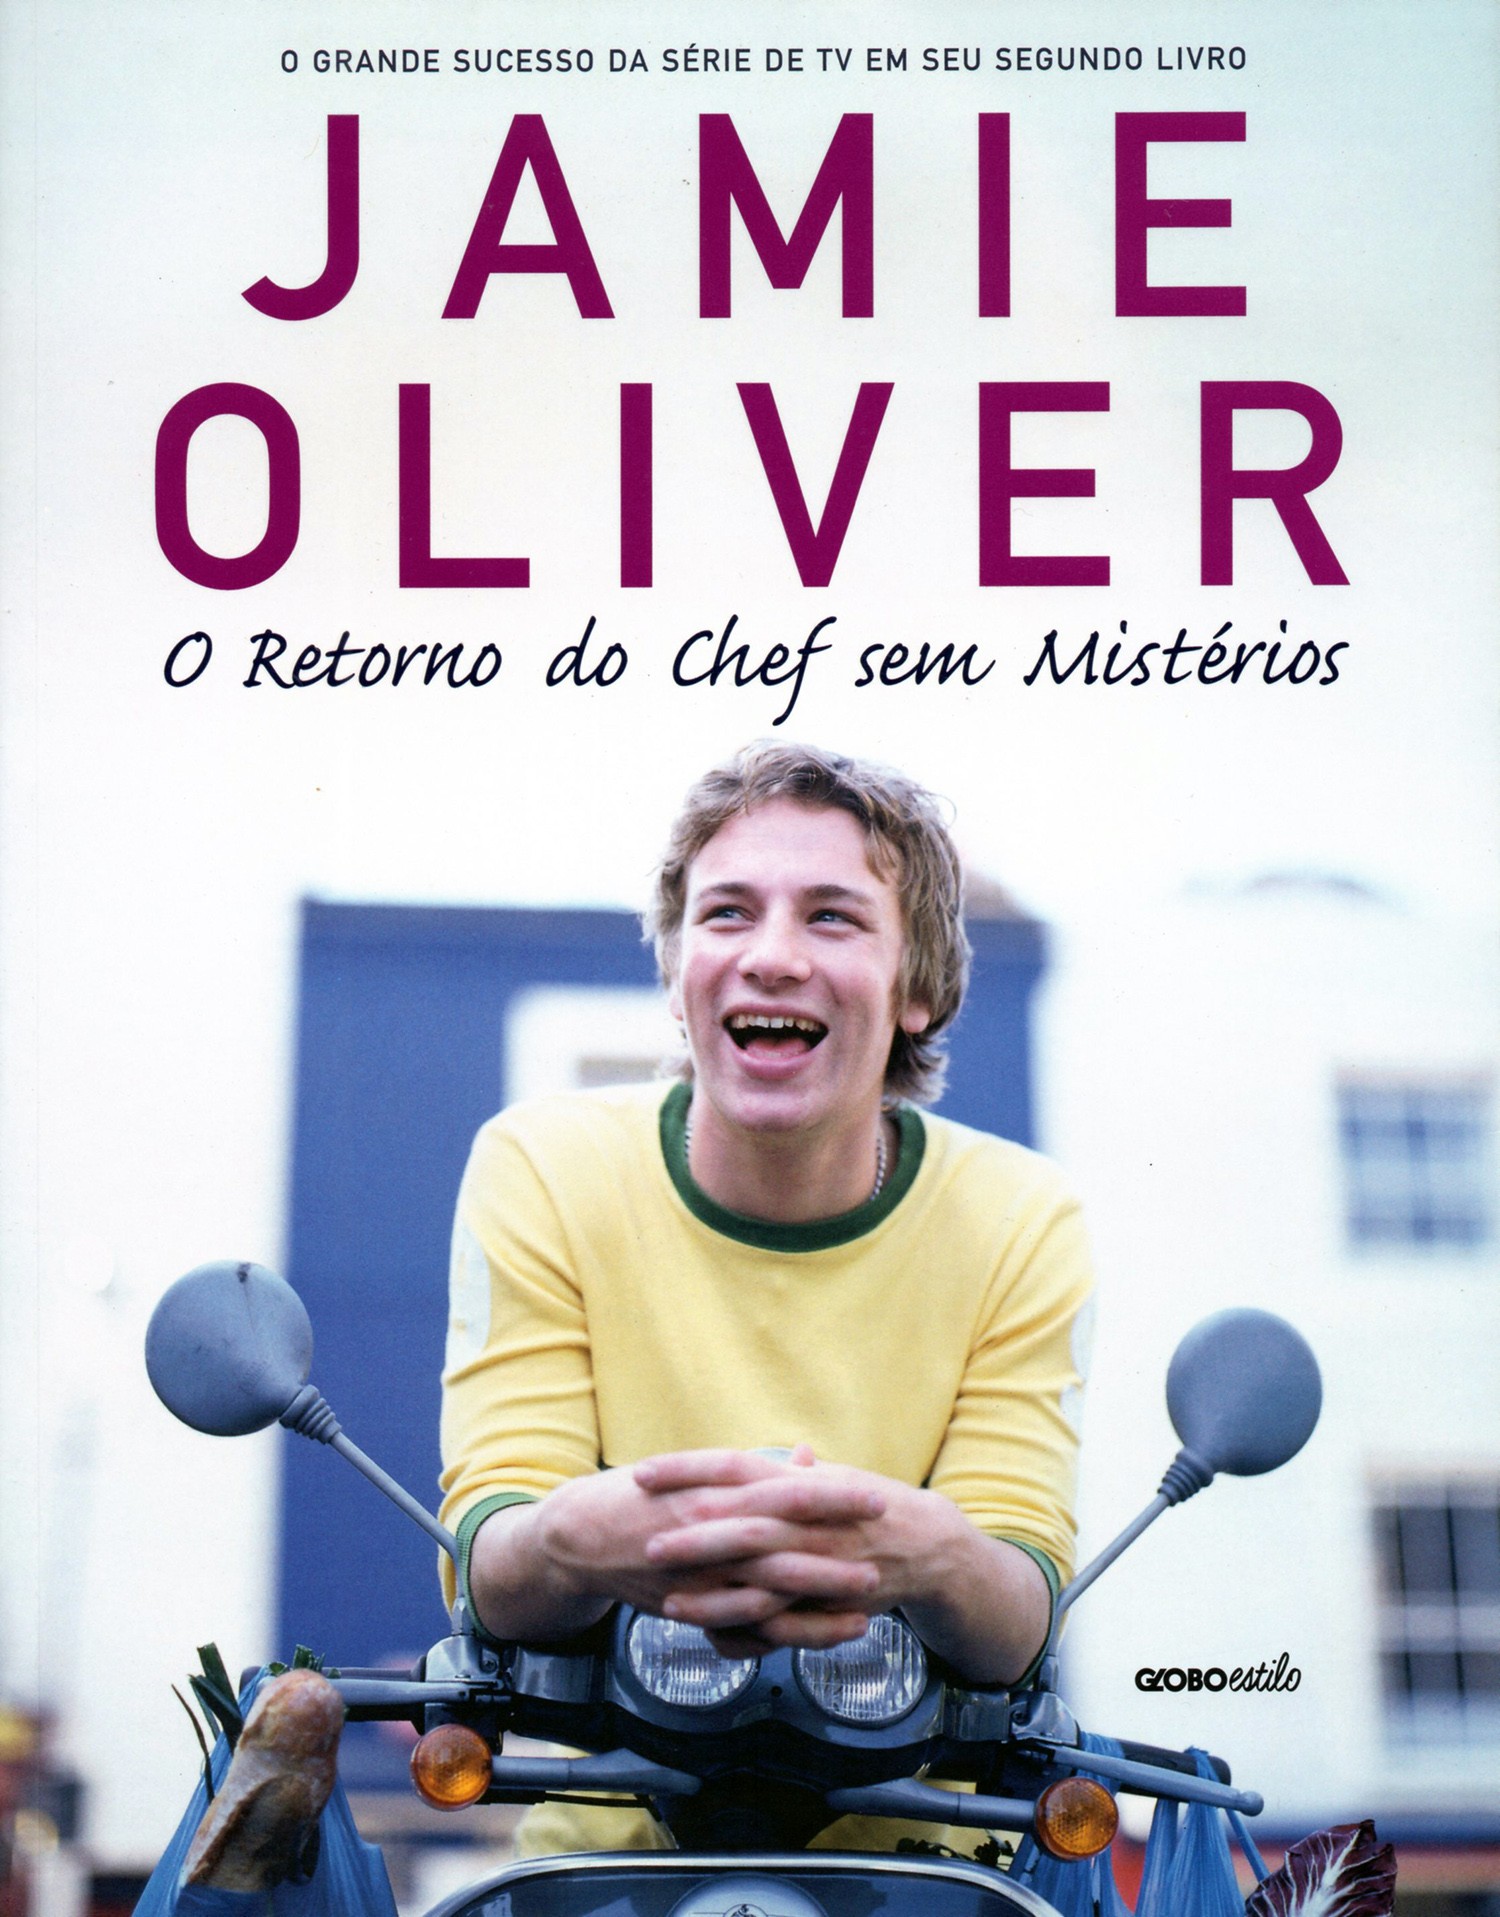 O GRANDE SUCESSO DA SÉRIE DE TV EM SEU SEGUNDO LIVRO
JAMIE
OLIVER
O Retorno do Chef sem Mistérios
GLOBOestilo